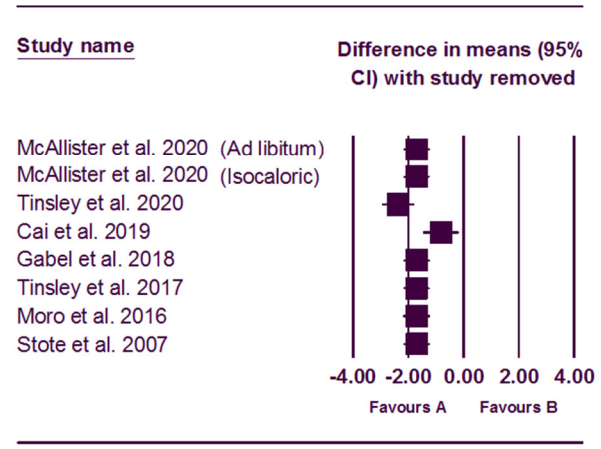 Study name
Difference in means (95%
CI) with study removed
McAllister et al. 2020 (Ad libitum)
McAllister et al. 2020 (Isocaloric)
Tinsley et al. 2020
Cai et al. 2019
Gabel et al. 2018
Tinsley et al. 2017
Moro et al. 2016
Stote et al. 2007
-4.00 -2.00 0.00 2.00 4.00
Favours A Favours B